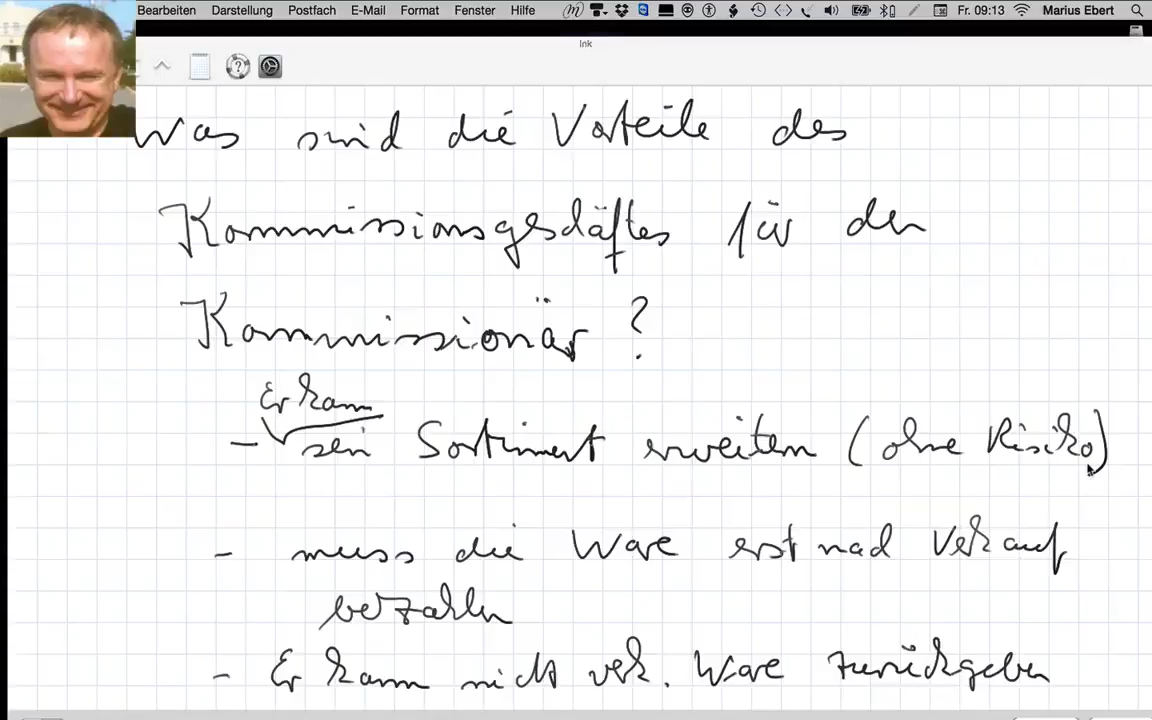 Bearbeiten Darstellung Postfach E-Mail Format Fenster Hilfe Fr. 09:13 Marius Ebert
Ink
Was sind die Vorteile des
Kommissionsgeschäftes für den
Kommissionär ?
Er kann
- sein Sortiment erweitern (ohne Risiko)
- muss die Ware erst nach Verkauf
bezahlen
- Er kann nicht verk. Ware zurückgeben